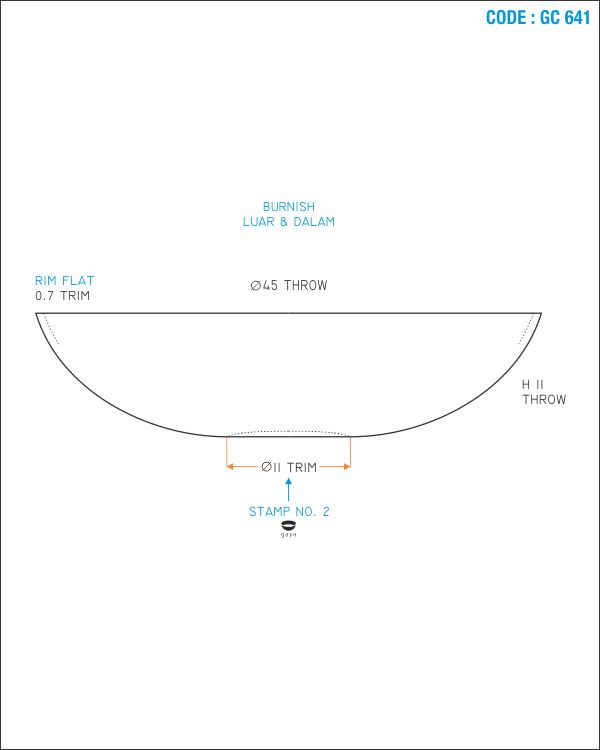 CODE : GC 641
BURNISH
LUAR & DALAM
RIM FLAT
0.7 TRIM
Ø45 THROW
H 11
THROW
Ø11 TRIM
STAMP NO. 2
gaya